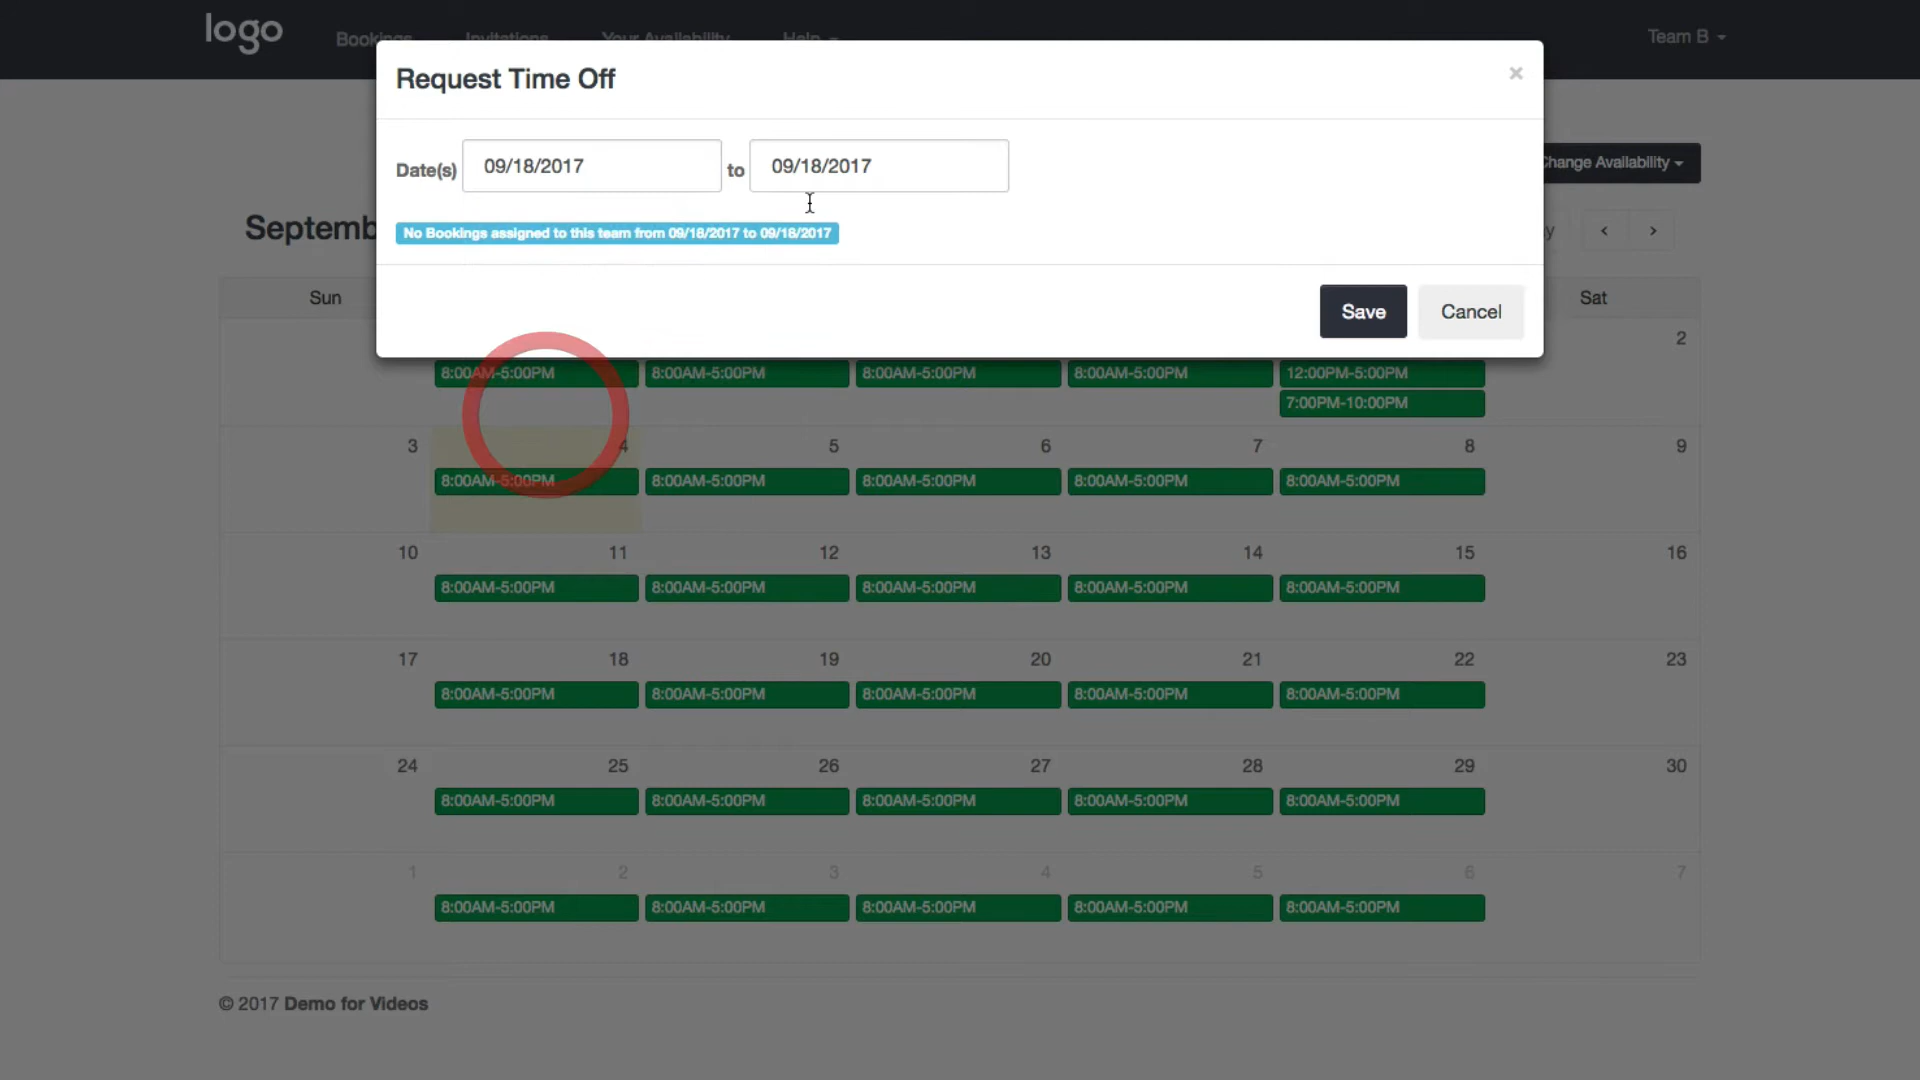 logo
Bookings Invitations Your Availability Help
Team B
Request Time Off
×
Date(s) 09/18/2017 to 09/18/2017
No Bookings assigned to this team from 09/18/2017 to 09/18/2017
Save Cancel
Change Availability
Septemb
y < >
Sun Sat
2
8:00AM-5:00PM 8:00AM-5:00PM 8:00AM-5:00PM 8:00AM-5:00PM 12:00PM-5:00PM
7:00PM-10:00PM
3 4 5 6 7 8 9
8:00AM-5:00PM 8:00AM-5:00PM 8:00AM-5:00PM 8:00AM-5:00PM 8:00AM-5:00PM
10 11 12 13 14 15 16
8:00AM-5:00PM 8:00AM-5:00PM 8:00AM-5:00PM 8:00AM-5:00PM 8:00AM-5:00PM
17 18 19 20 21 22 23
8:00AM-5:00PM 8:00AM-5:00PM 8:00AM-5:00PM 8:00AM-5:00PM 8:00AM-5:00PM
24 25 26 27 28 29 30
8:00AM-5:00PM 8:00AM-5:00PM 8:00AM-5:00PM 8:00AM-5:00PM 8:00AM-5:00PM
1 2 3 4 5 6 7
8:00AM-5:00PM 8:00AM-5:00PM 8:00AM-5:00PM 8:00AM-5:00PM 8:00AM-5:00PM
© 2017 Demo for Videos